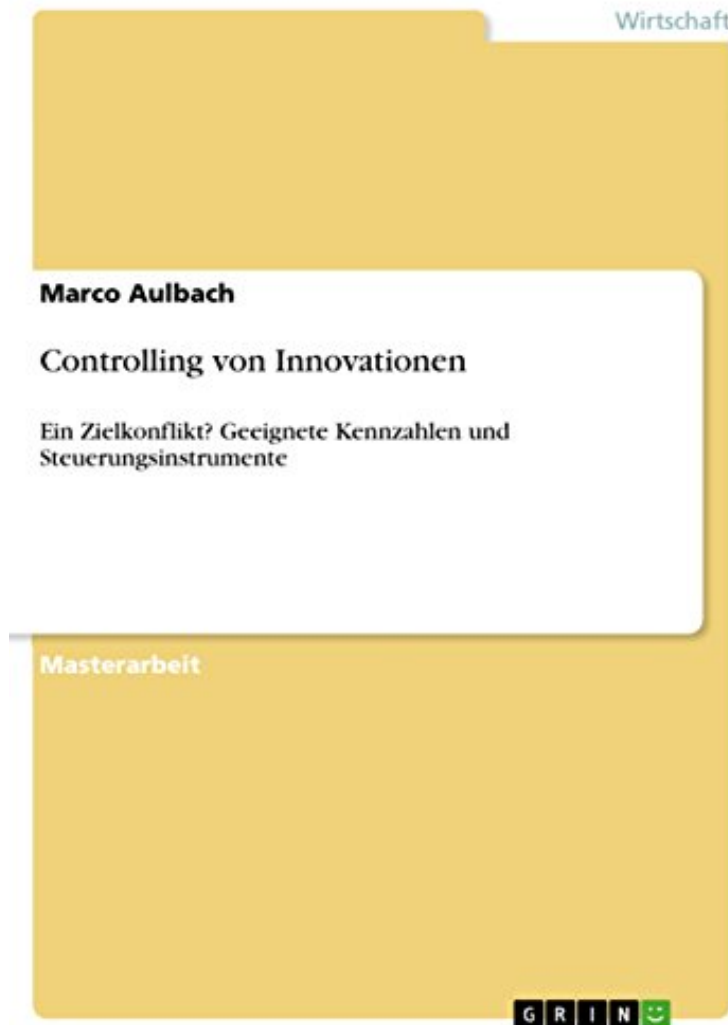 Wirtschaft
Marco Aulbach
Controlling von Innovationen
Ein Zielkonflikt? Geeignete Kennzahlen und
Steuerungsinstrumente
Masterarbeit
GRIN